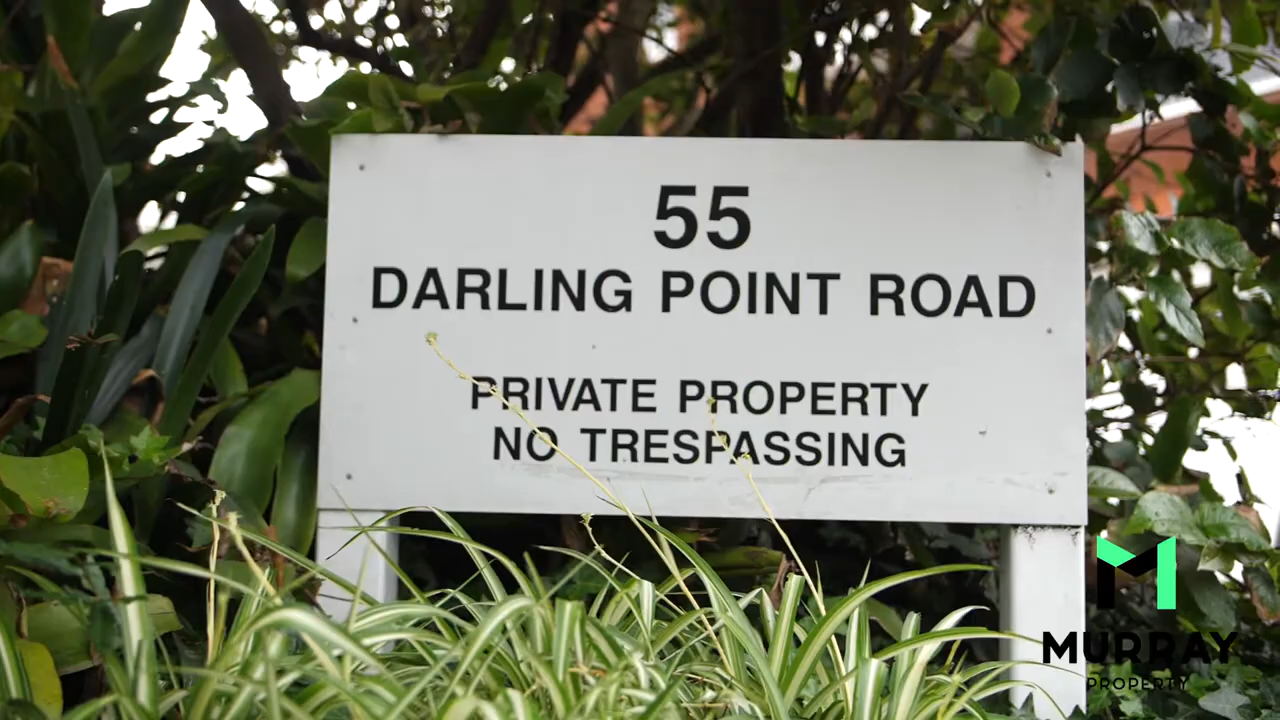 55
DARLING POINT ROAD
PRIVATE PROPERTY
NO TRESPASSING
MURRAY
PROPERTY